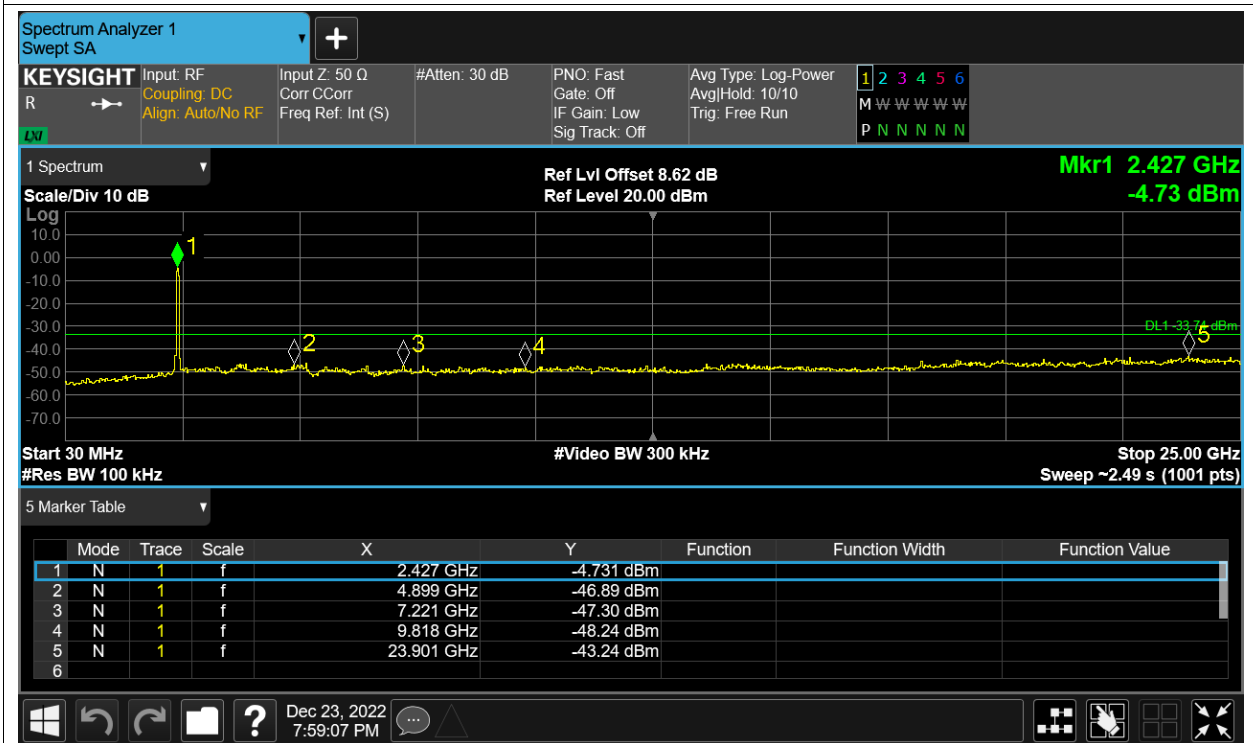 Spectrum Analyzer 1
Swept SA
KEYSIGHT
R
LXI
Input: RF
Coupling: DC
Align: Auto/No RF
Input Z: 50 Ω
Corr CCorr
Freq Ref: Int (S)
#Atten: 30 dB
PNO: Fast
Gate: Off
IF Gain: Low
Sig Track: Off
Avg Type: Log-Power
Avg|Hold: 10/10
Trig: Free Run
1 2 3 4 5 6
M W W W W W
P N N N N N
1 Spectrum
Scale/Div 10 dB
Ref Lvl Offset 8.62 dB
Ref Level 20.00 dBm
Mkr1 2.427 GHz
-4.73 dBm
Log
10.0
0.00
-10.0
-20.0
-30.0
-40.0
-50.0
-60.0
-70.0
1
2
3
4
5
DL1 -33.74 dBm
Start 30 MHz
#Res BW 100 kHz
#Video BW 300 kHz
Stop 25.00 GHz
Sweep ~2.49 s (1001 pts)
5 Marker Table
Mode Trace Scale X Y Function Function Width Function Value
1 N 1 f 2.427 GHz -4.731 dBm
2 N 1 f 4.899 GHz -46.89 dBm
3 N 1 f 7.221 GHz -47.30 dBm
4 N 1 f 9.818 GHz -48.24 dBm
5 N 1 f 23.901 GHz -43.24 dBm
6
?
Dec 23, 2022
7:59:07 PM